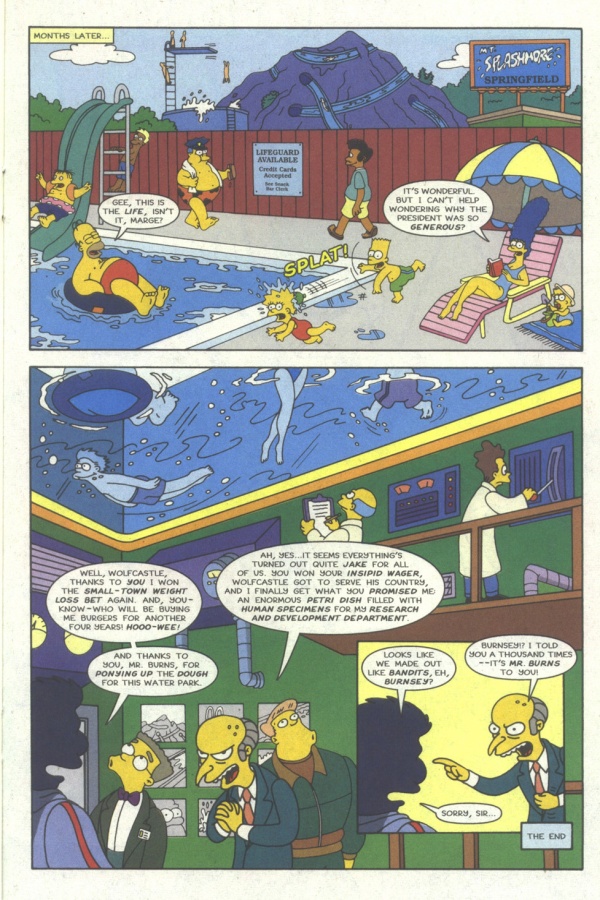 MONTHS LATER...
MT.
SPLASHMORE
SPRINGFIELD
LIFEGUARD
AVAILABLE
Credit Cards
Accepted
See Snack
Bar Clerk
GEE, THIS IS
THE LIFE, ISN'T
IT, MARGE?
IT'S WONDERFUL.
BUT I CAN'T HELP
WONDERING WHY THE
PRESIDENT WAS SO
GENEROUS?
SPLAT!
WELL, WOLFCASTLE,
THANKS TO YOU I WON
THE SMALL-TOWN WEIGHT
LOSS BET AGAIN. AND, YOU-
KNOW-WHO WILL BE BUYING
ME BURGERS FOR ANOTHER
FOUR YEARS! HOOO-WEE!
AND THANKS TO
YOU, MR. BURNS, FOR
PONYING UP THE DOUGH
FOR THIS WATER PARK.
AH, YES...IT SEEMS EVERYTHING'S
TURNED OUT QUITE JAKE FOR ALL
OF US. YOU WON YOUR INSIPID WAGER,
WOLFCASTLE GOT TO SERVE HIS COUNTRY,
AND I FINALLY GET WHAT YOU PROMISED ME:
AN ENORMOUS PETRI DISH FILLED WITH
HUMAN SPECIMENS FOR MY RESEARCH
AND DEVELOPMENT DEPARTMENT.
LOOKS LIKE
WE MADE OUT
LIKE BANDITS, EH,
BURNSEY?
BURNSEY!? I TOLD
YOU A THOUSAND TIMES
--IT'S MR. BURNS
TO YOU!
SORRY, SIR...
THE END